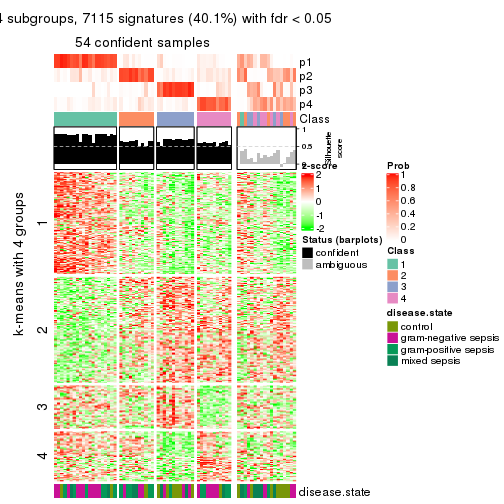 4 subgroups, 7115 signatures (40.1%) with fdr < 0.05
54 confident samples
p1
p2
p3
p4
Class
1
0.5
0
Silhouette
score
k-means with 4 groups
1
2
3
4
disease.state
z-score
2
1
0
-1
-2
Status (barplots)
confident
ambiguous
Prob
1
0.8
0.6
0.4
0.2
0
Class
1
2
3
4
disease.state
control
gram-negative sepsis
gram-positive sepsis
mixed sepsis